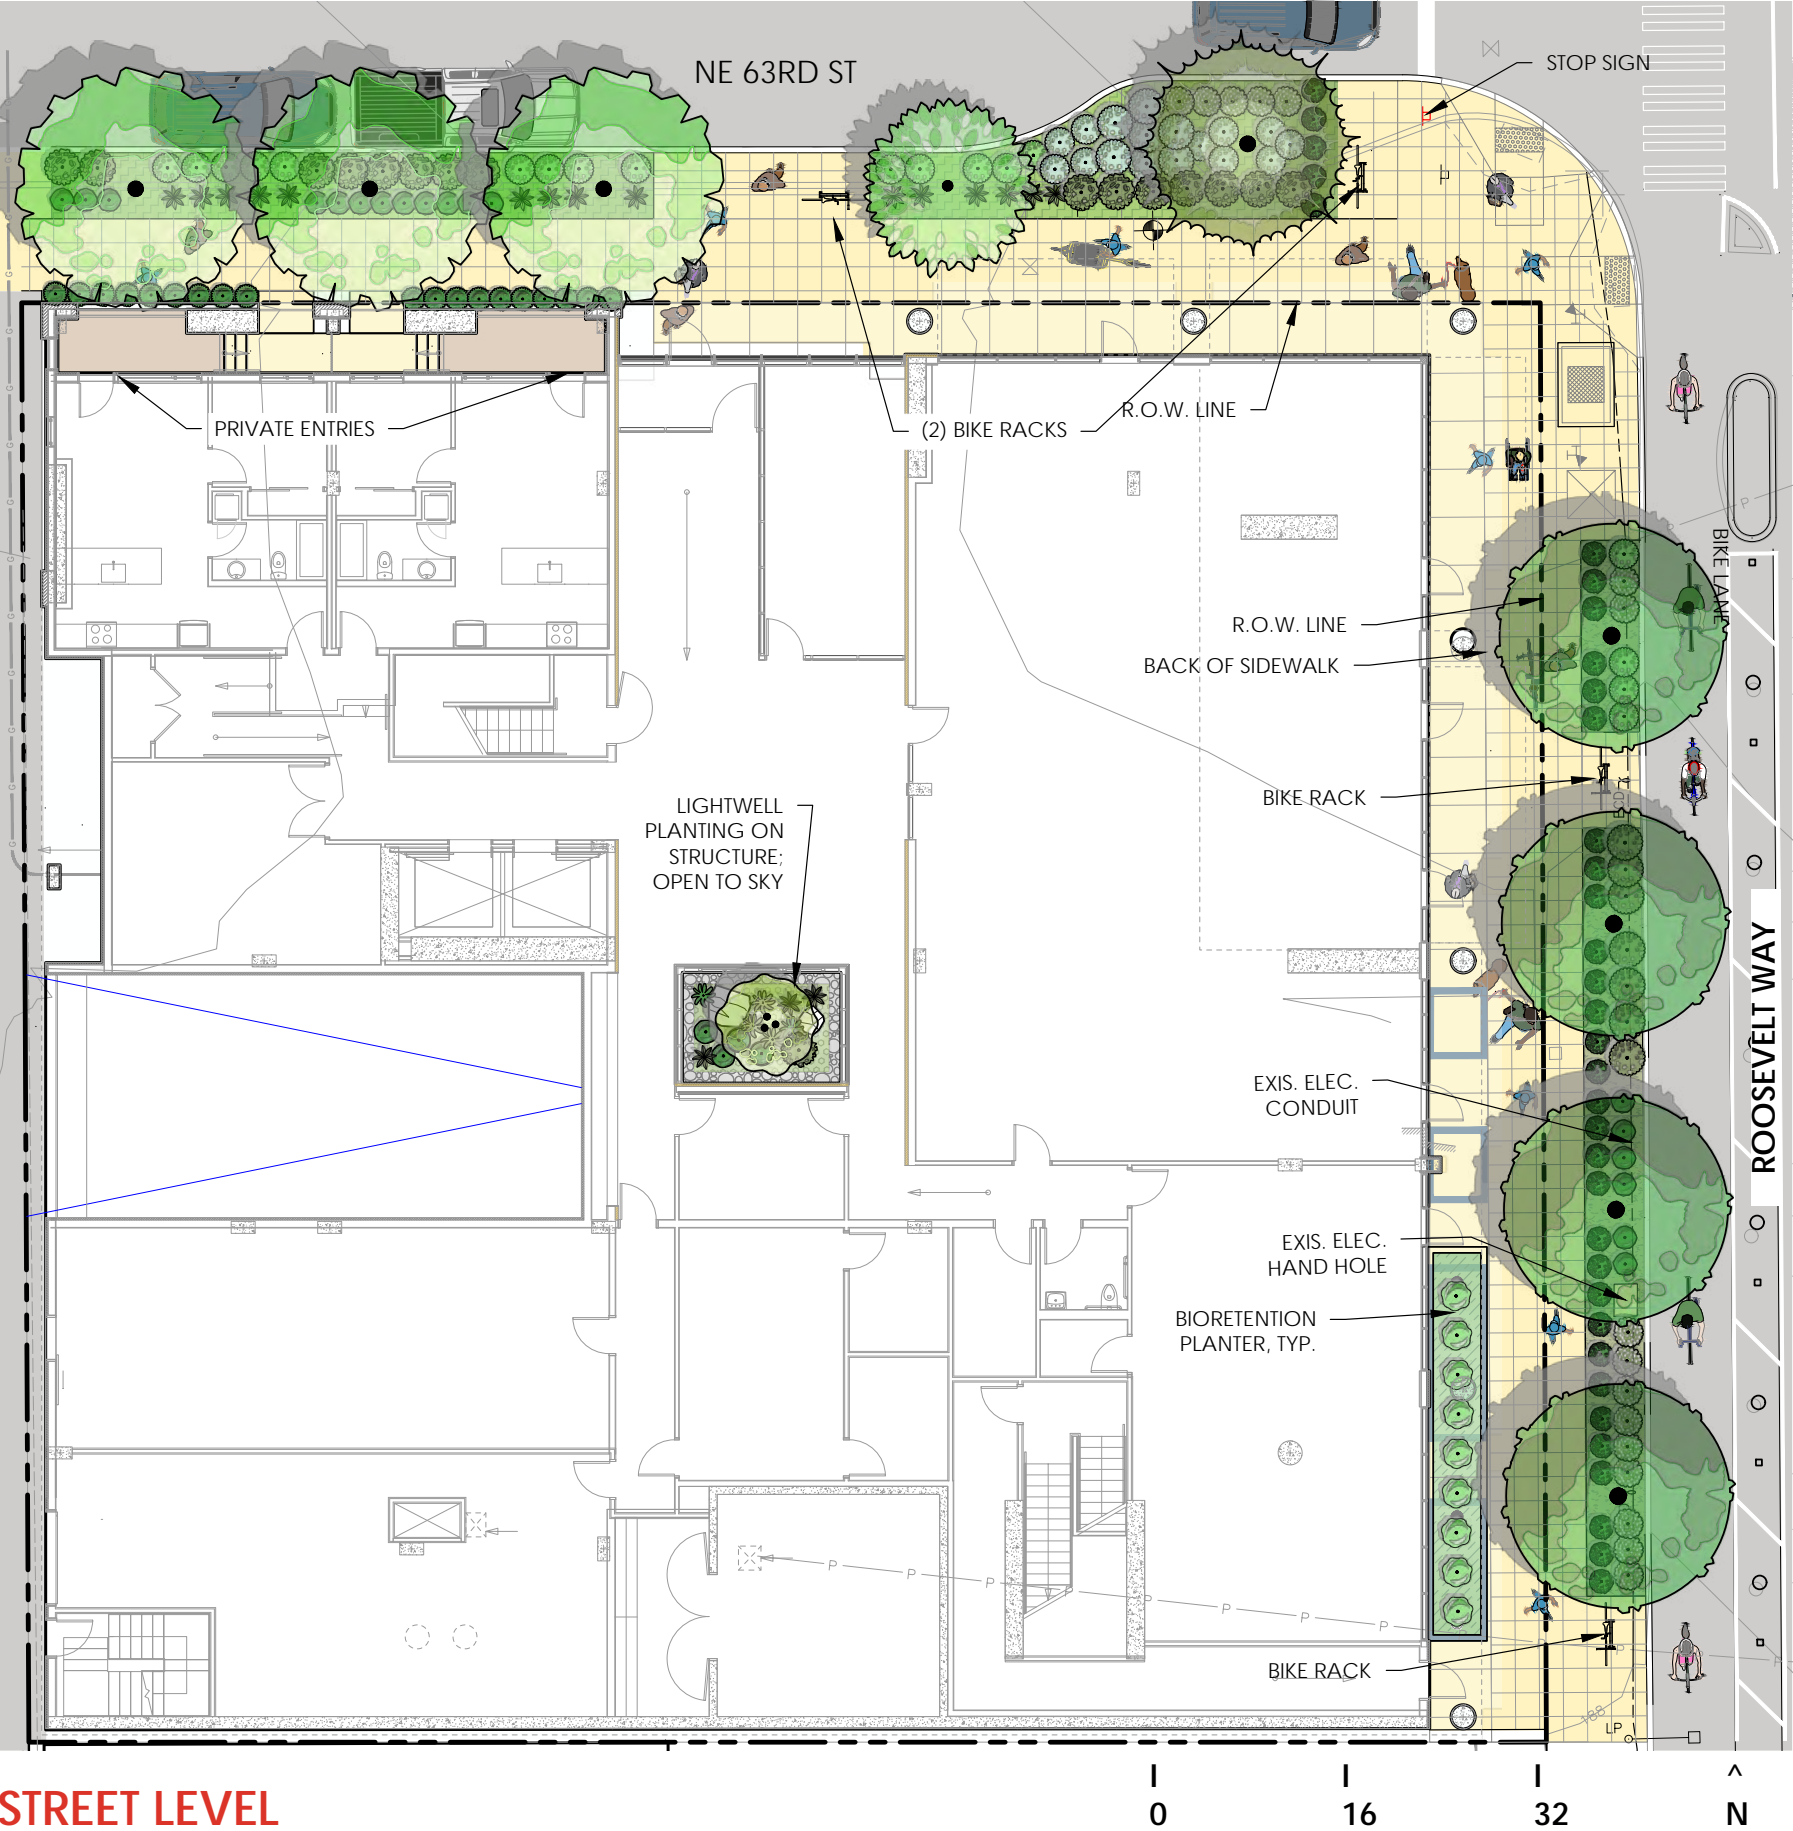 NE 63RD ST
STOP SIGN
PRIVATE ENTRIES
(2) BIKE RACKS
R.O.W. LINE
BIKE LANE
R.O.W. LINE
BACK OF SIDEWALK
BIKE RACK
LIGHTWELL
PLANTING ON
STRUCTURE;
OPEN TO SKY
ROOSEVELT WAY
EXIS. ELEC.
CONDUIT
EXIS. ELEC.
HAND HOLE
BIORETENTION
PLANTER, TYP.
P
P
P
P
P
P
P
BIKE RACK
188
LP
STREET LEVEL
0
16
32
^
N